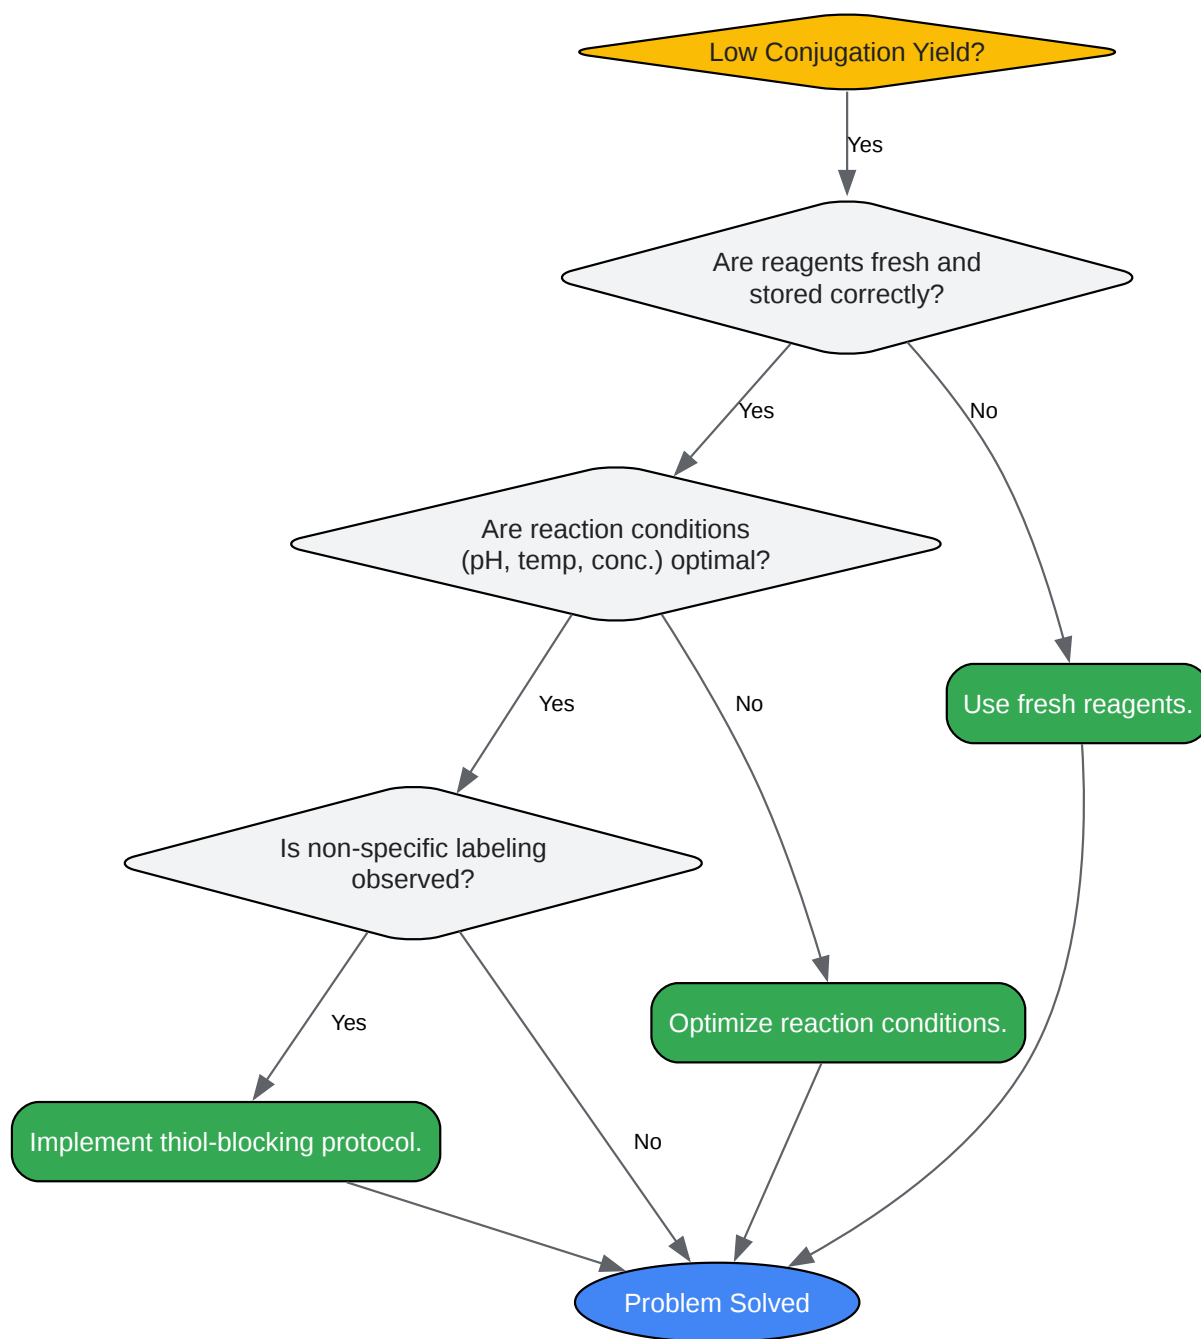 Low Conjugation Yield?
Yes
Are reagents fresh and
stored correctly?
Yes
No
Are reaction conditions
(pH, temp, conc.) optimal?
Yes
No
Use fresh reagents.
Is non-specific labeling
observed?
Yes
Optimize reaction conditions.
Implement thiol-blocking protocol.
No
Problem Solved